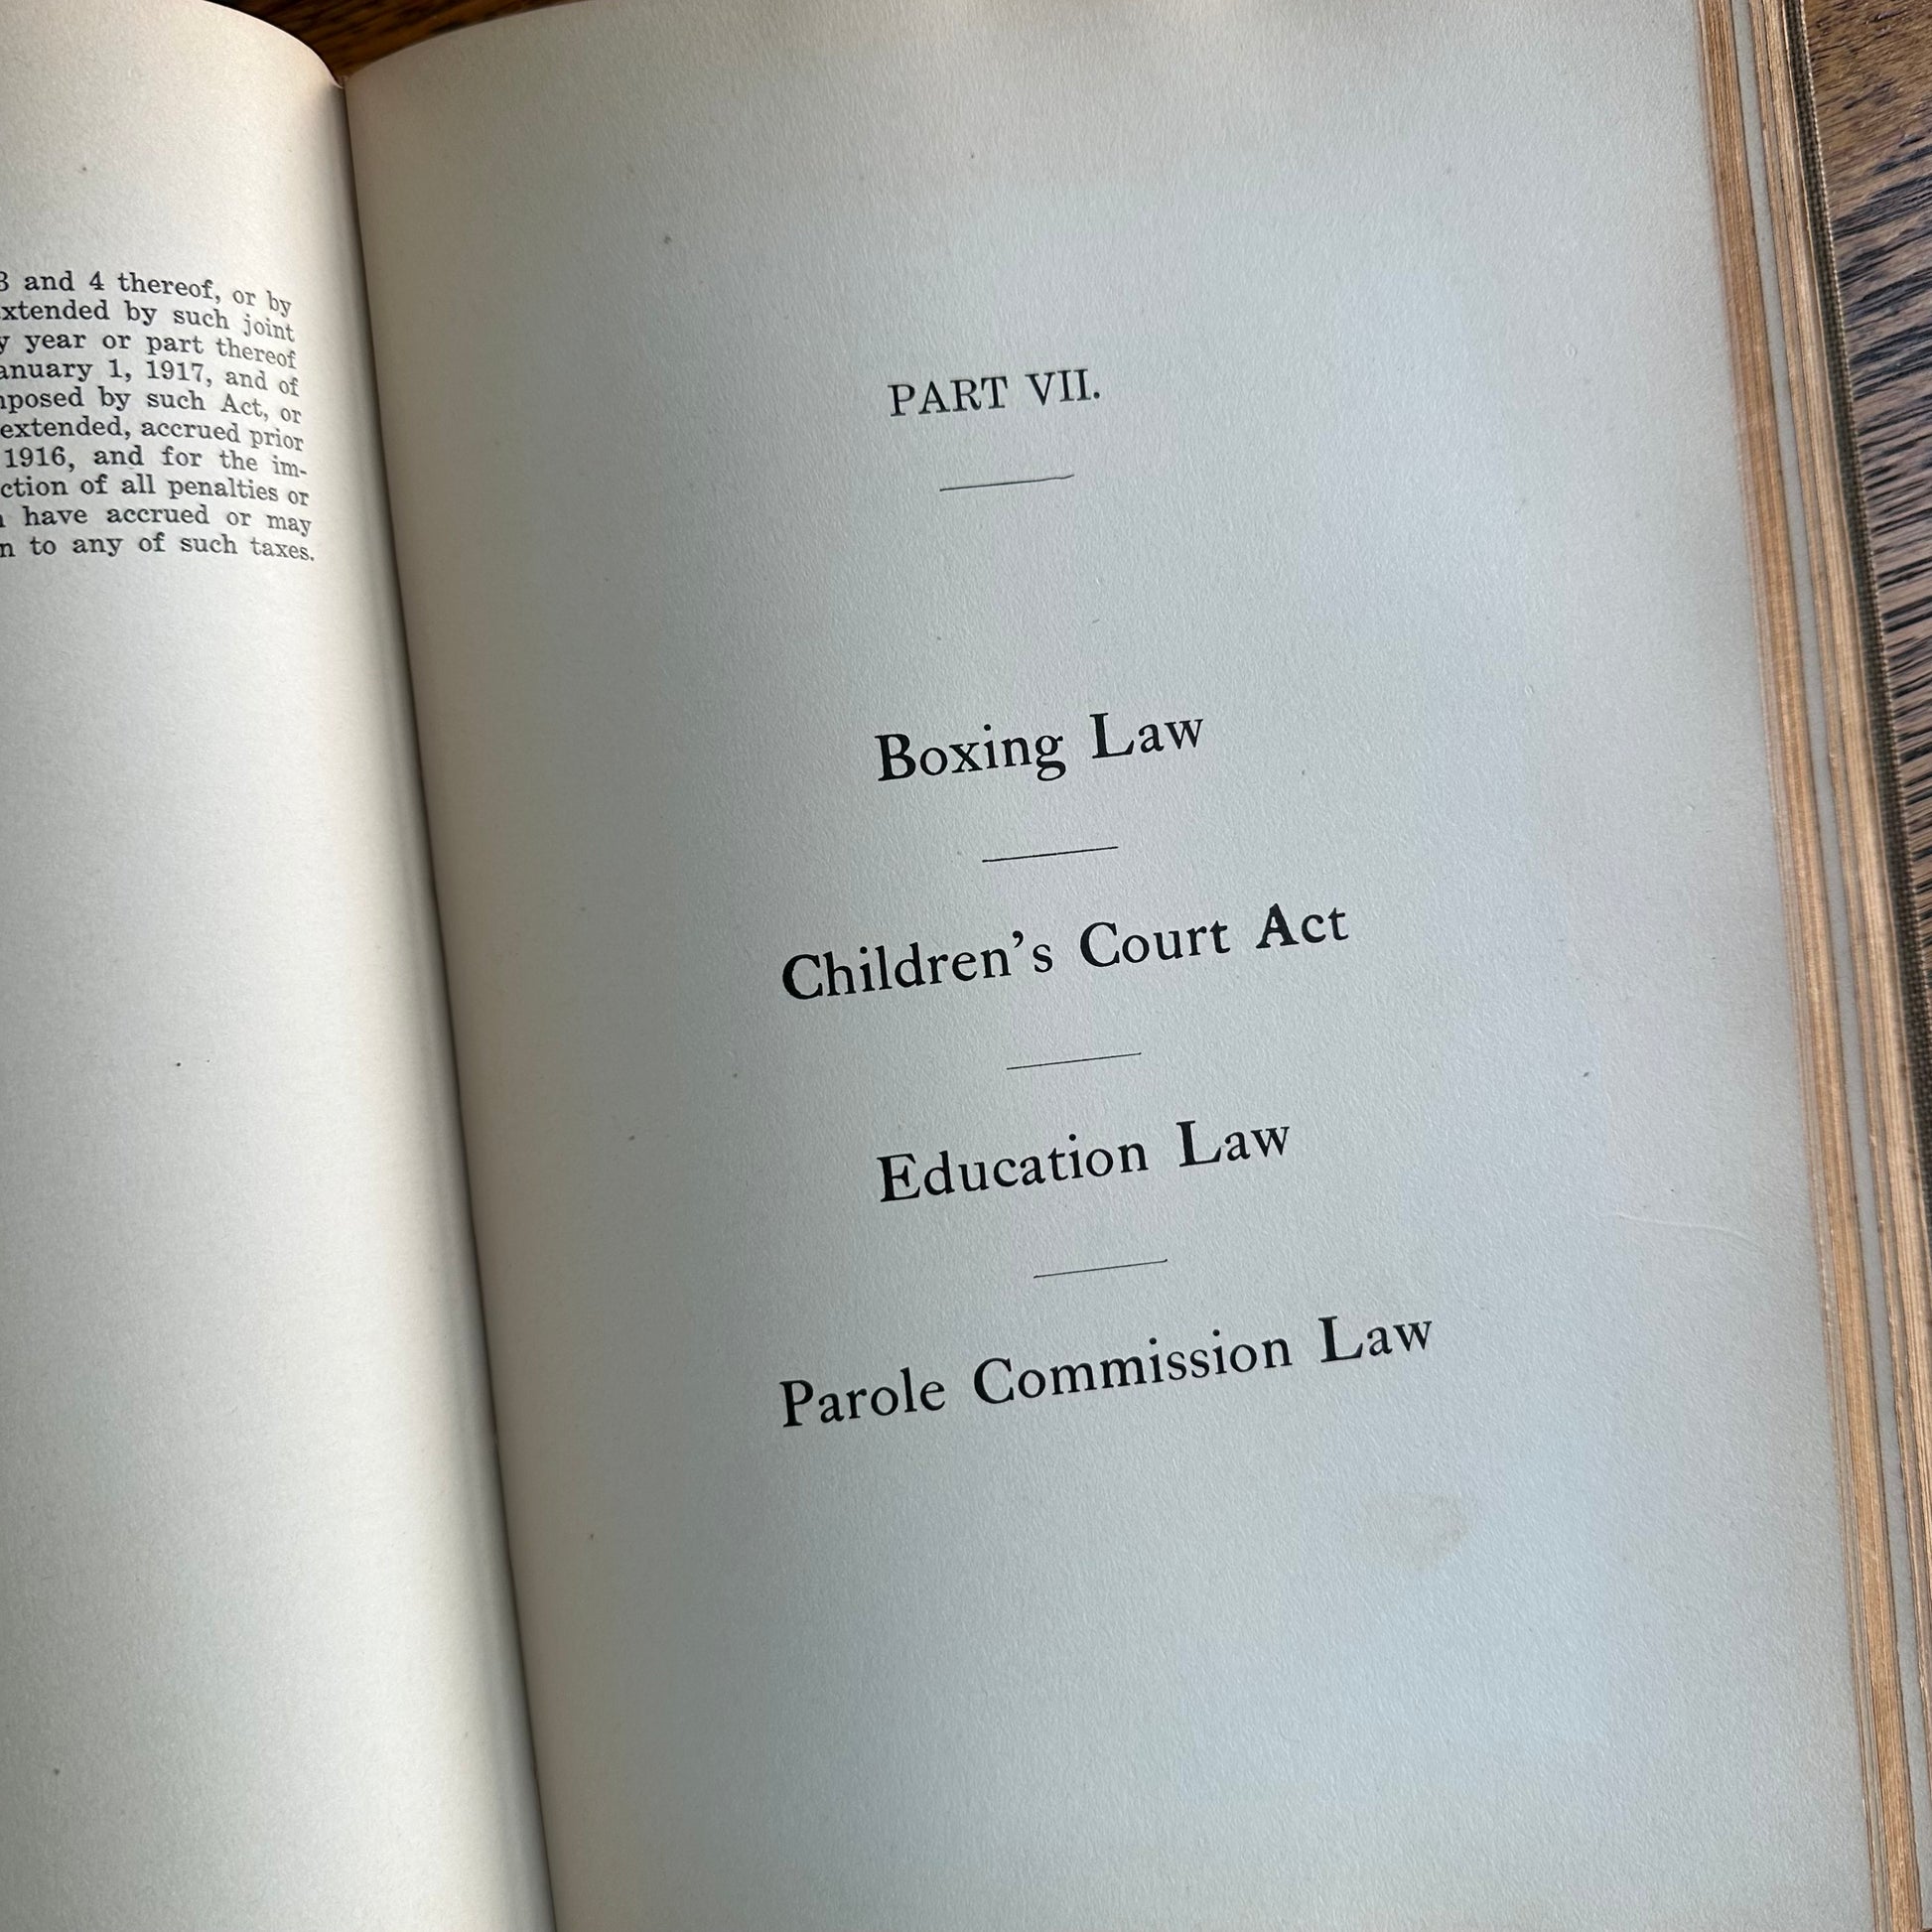 3 and 4 thereof, or by
xtended by such joint
y year or part thereof
anuary 1, 1917, and of
posed by such Act, or
extended, accrued prior
1916, and for the im-
ction of all penalties or
have accrued or may
n to any of such taxes.
PART VII.
Boxing Law
Children’s Court Act
Education Law
Parole Commission Law